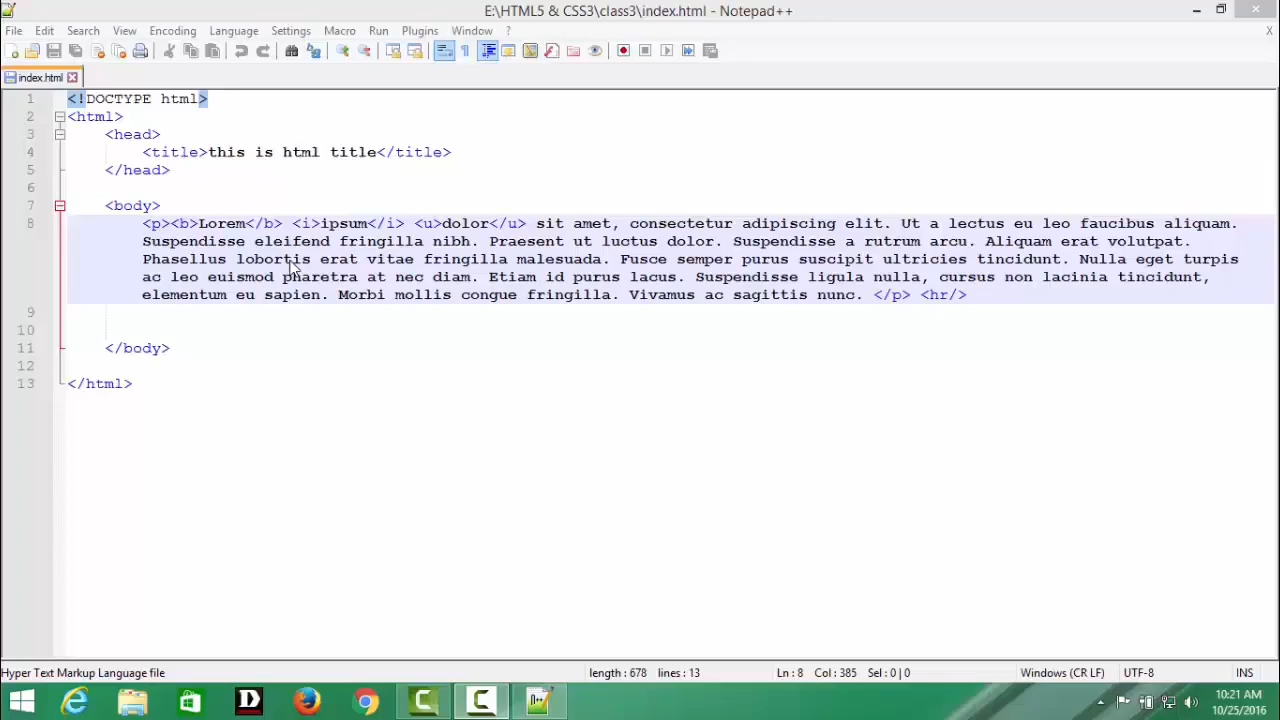 E:\HTML5 & CSS3\class3\index.html - Notepad++
File Edit Search View Encoding Language Settings Macro Run Plugins Window ? X
index.html
1 <!DOCTYPE html>
2 <html>
3 <head>
4 <title>this is html title</title>
5 </head>
6
7 <body>
8 <p><b>Lorem</b> <i>ipsum</i> <u>dolor</u> sit amet, consectetur adipiscing elit. Ut a lectus eu leo faucibus aliquam.
Suspendisse eleifend fringilla nibh. Praesent ut luctus dolor. Suspendisse a rutrum arcu. Aliquam erat volutpat.
Phasellus lobortis erat vitae fringilla malesuada. Fusce semper purus suscipit ultricies tincidunt. Nulla eget turpis
ac leo euismod pharetra at nec diam. Etiam id purus lacus. Suspendisse ligula nulla, cursus non lacinia tincidunt,
elementum eu sapien. Morbi mollis congue fringilla. Vivamus ac sagittis nunc. </p> <hr/>
9
10
11 </body>
12
13 </html>
Hyper Text Markup Language file length : 678 lines : 13 Ln : 8 Col : 385 Sel : 0 | 0 Windows (CR LF) UTF-8 INS
10:21 AM
10/25/2016